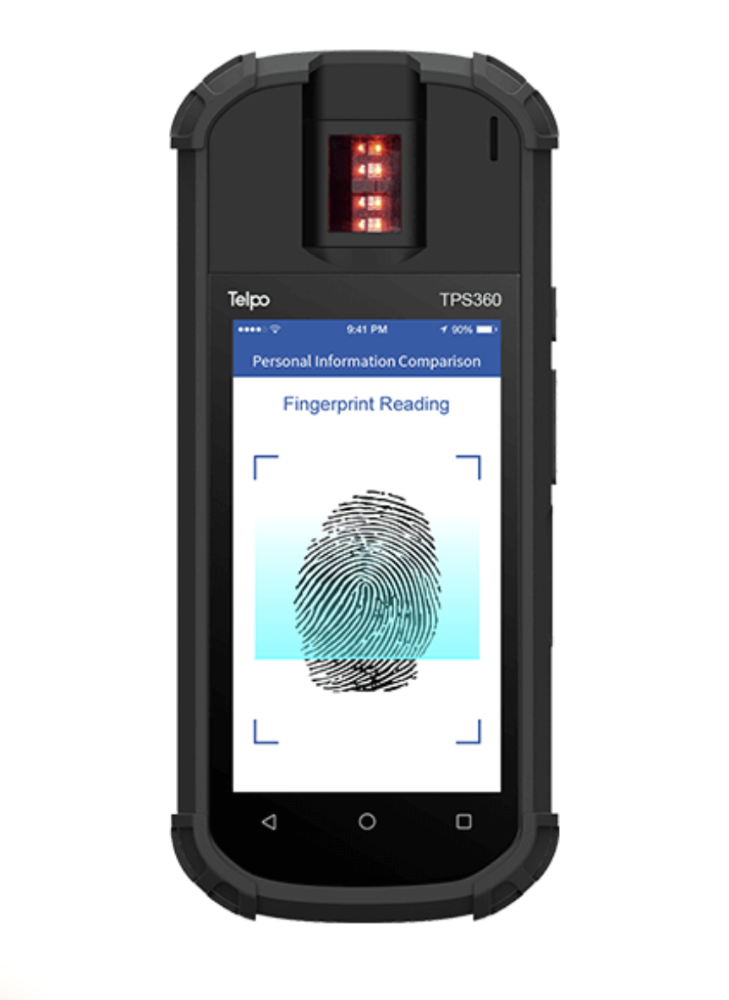 Telpo TPS360
9:41 PM 90%
Personal Information Comparison
Fingerprint Reading